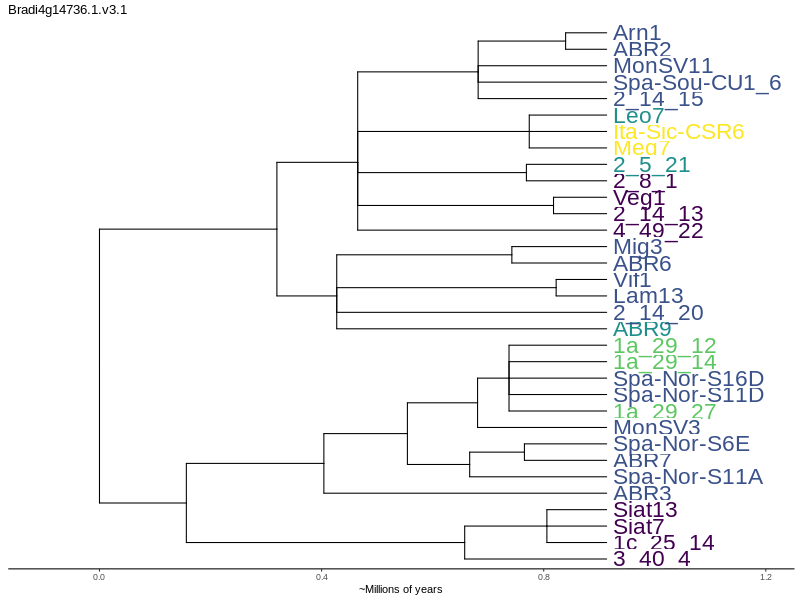 Bradi4g14736.1.v3.1
Arn1
ABR2
MonSV11
Spa-Sou-CU1_6
2_14_15
Leo7
Ita-Sic-CSR6
Meg7
2_5_21
2_8_1
Veg1
2_14_13
4_49_22
Mig3
ABR6
Vif1
Lam13
2_14_20
ABR9
1a_29_12
1a_29_14
Spa-Nor-S16D
Spa-Nor-S11D
1a_29_27
MonSV3
Spa-Nor-S6E
ABR7
Spa-Nor-S11A
ABR3
Siat13
Siat7
1c_25_14
3_40_4
0.0 0.4 0.8 1.2
~Millions of years